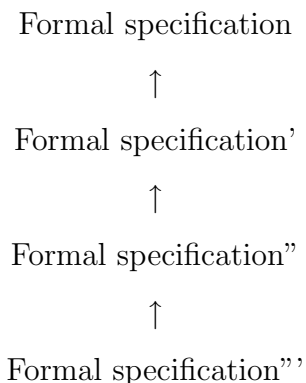 Formal specification
↑
Formal specification'
↑
Formal specification”
↑
Formal specification”’